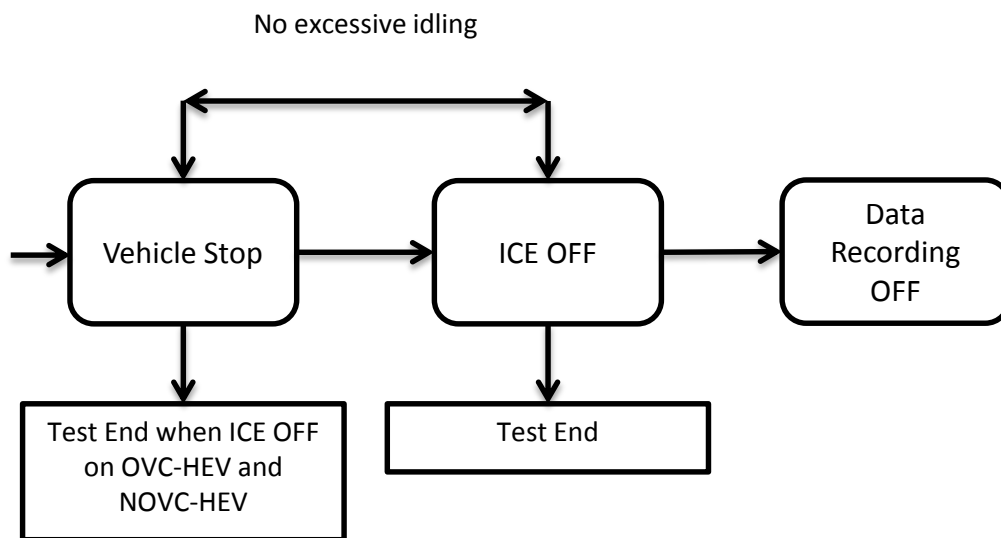 No excessive idling
Vehicle Stop
ICE OFF
Data
Recording
OFF
Test End when ICE OFF
on OVC-HEV and
NOVC-HEV
Test End